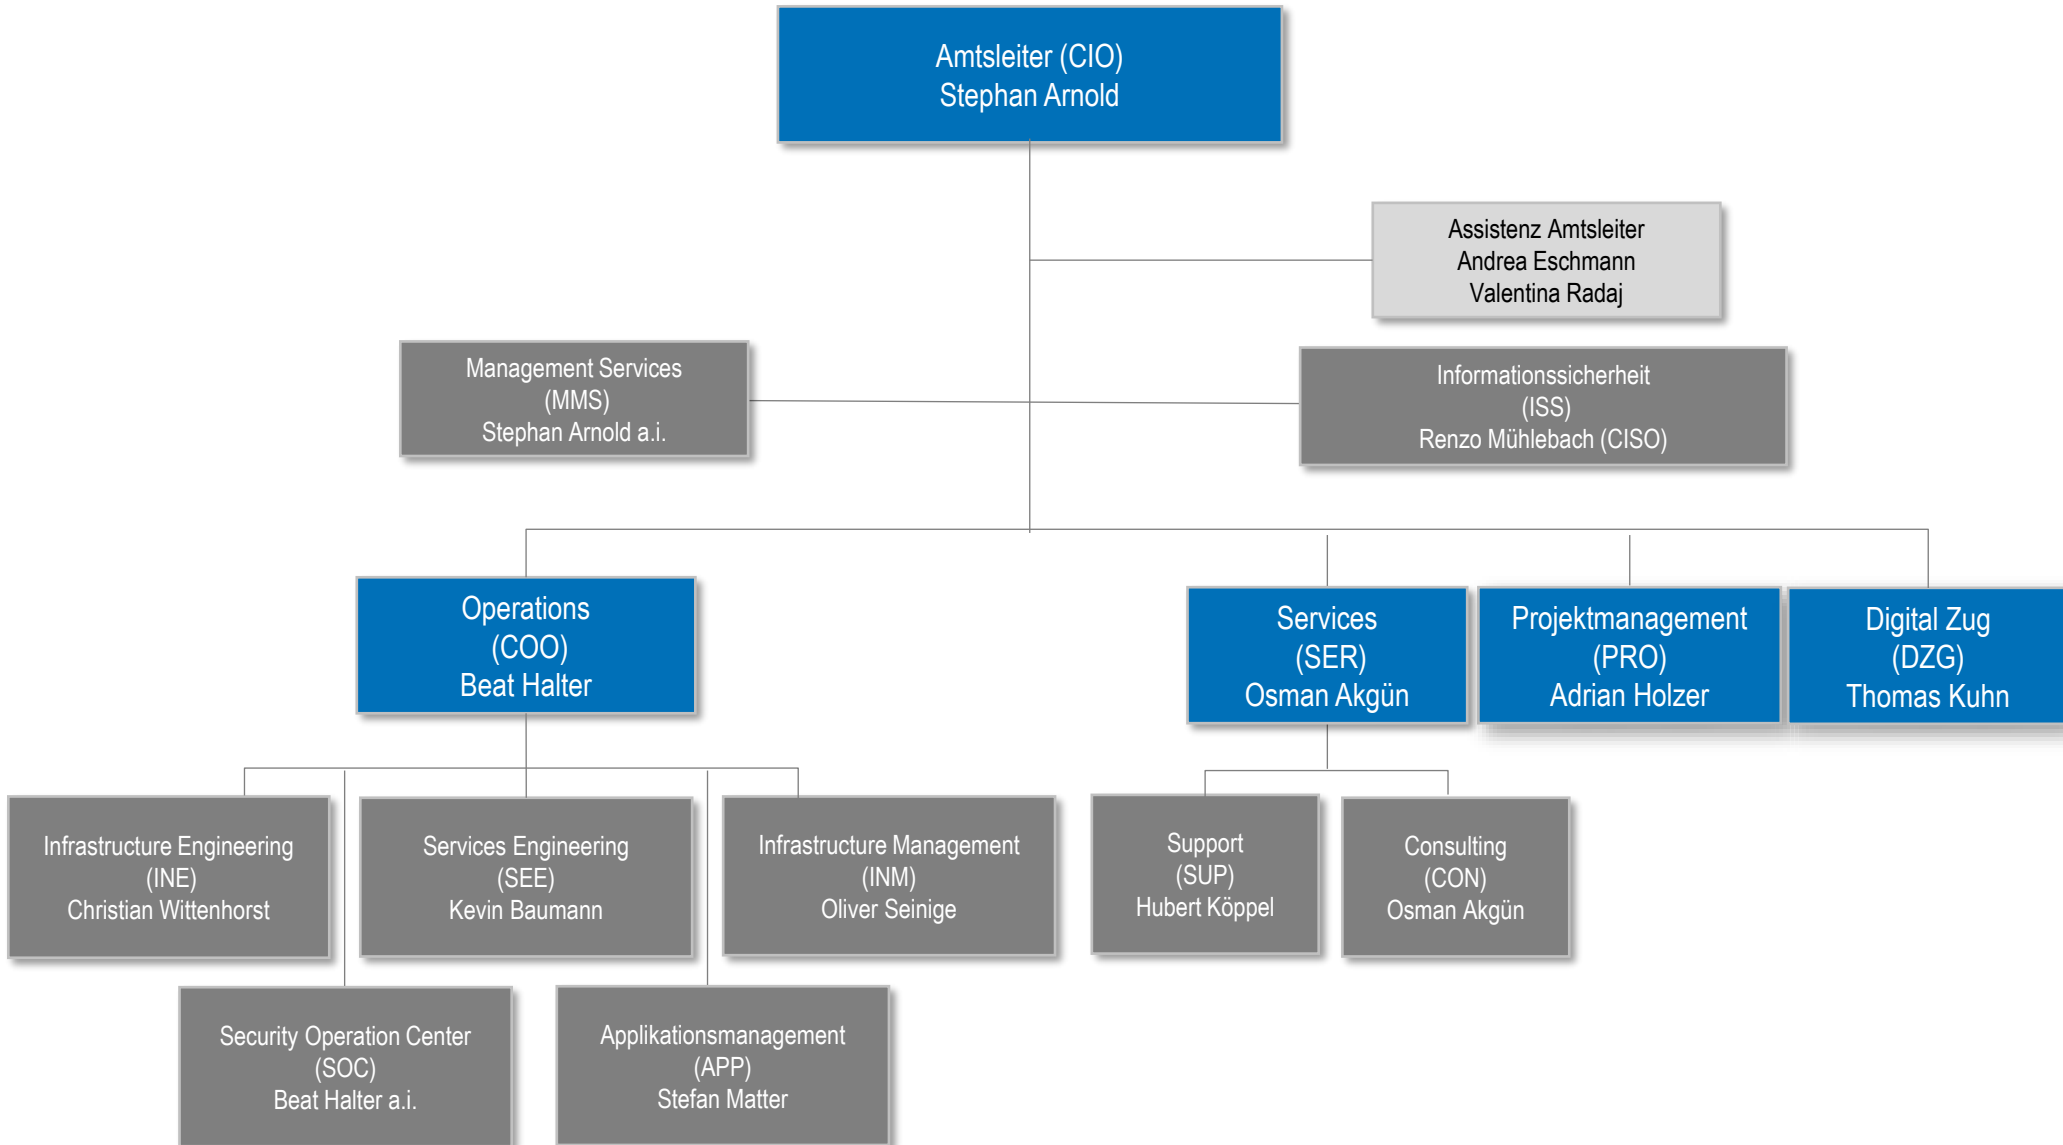 Amtsleiter (CIO)
Stephan Arnold
Assistenz Amtsleiter
Andrea Eschmann
Valentina Radaj
Management Services
(MMS)
Stephan Arnold a.i.
Informationssicherheit
(ISS)
Renzo Mühlebach (CISO)
Operations
(COO)
Beat Halter
Services
(SER)
Osman Akgün
Projektmanagement
(PRO)
Adrian Holzer
Digital Zug
(DZG)
Thomas Kuhn
Infrastructure Engineering
(INE)
Christian Wittenhorst
Services Engineering
(SEE)
Kevin Baumann
Infrastructure Management
(INM)
Oliver Seinige
Support
(SUP)
Hubert Köppel
Consulting
(CON)
Osman Akgün
Security Operation Center
(SOC)
Beat Halter a.i.
Applikationsmanagement
(APP)
Stefan Matter